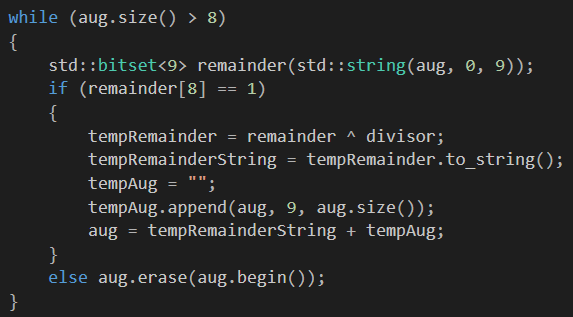 while (aug.size() > 8)
{
    std::bitset<9> remainder(std::string(aug, 0, 9));
    if (remainder[8] == 1)
    {
        tempRemainder = remainder ^ divisor;
        tempRemainderString = tempRemainder.to_string();
        tempAug = "";
        tempAug.append(aug, 9, aug.size());
        aug = tempRemainderString + tempAug;
    }
    else aug.erase(aug.begin());
}